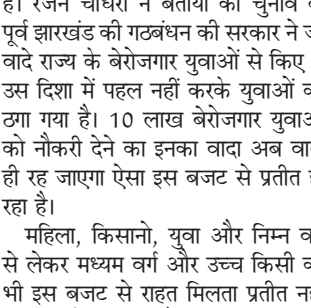 है। रंजन चौधरी ने बताया की चुनाव
पूर्व झारखंड की गठबंधन की सरकार ने
वादे राज्य के बेरोजगार युवाओं से किए
उस दिशा में पहल नहीं करके युवाओं
ठगा गया है। 10 लाख बेरोजगार
को नौकरी देने का इनका वादा अब
ही रह जाएगा ऐसा इस बजट से प्रतीत
रहा है।
महिला, किसानो, युवा और निम्न
से लेकर मध्यम वर्ग और उच्च किसी
भी इस बजट से राहत मिलता प्रतीत